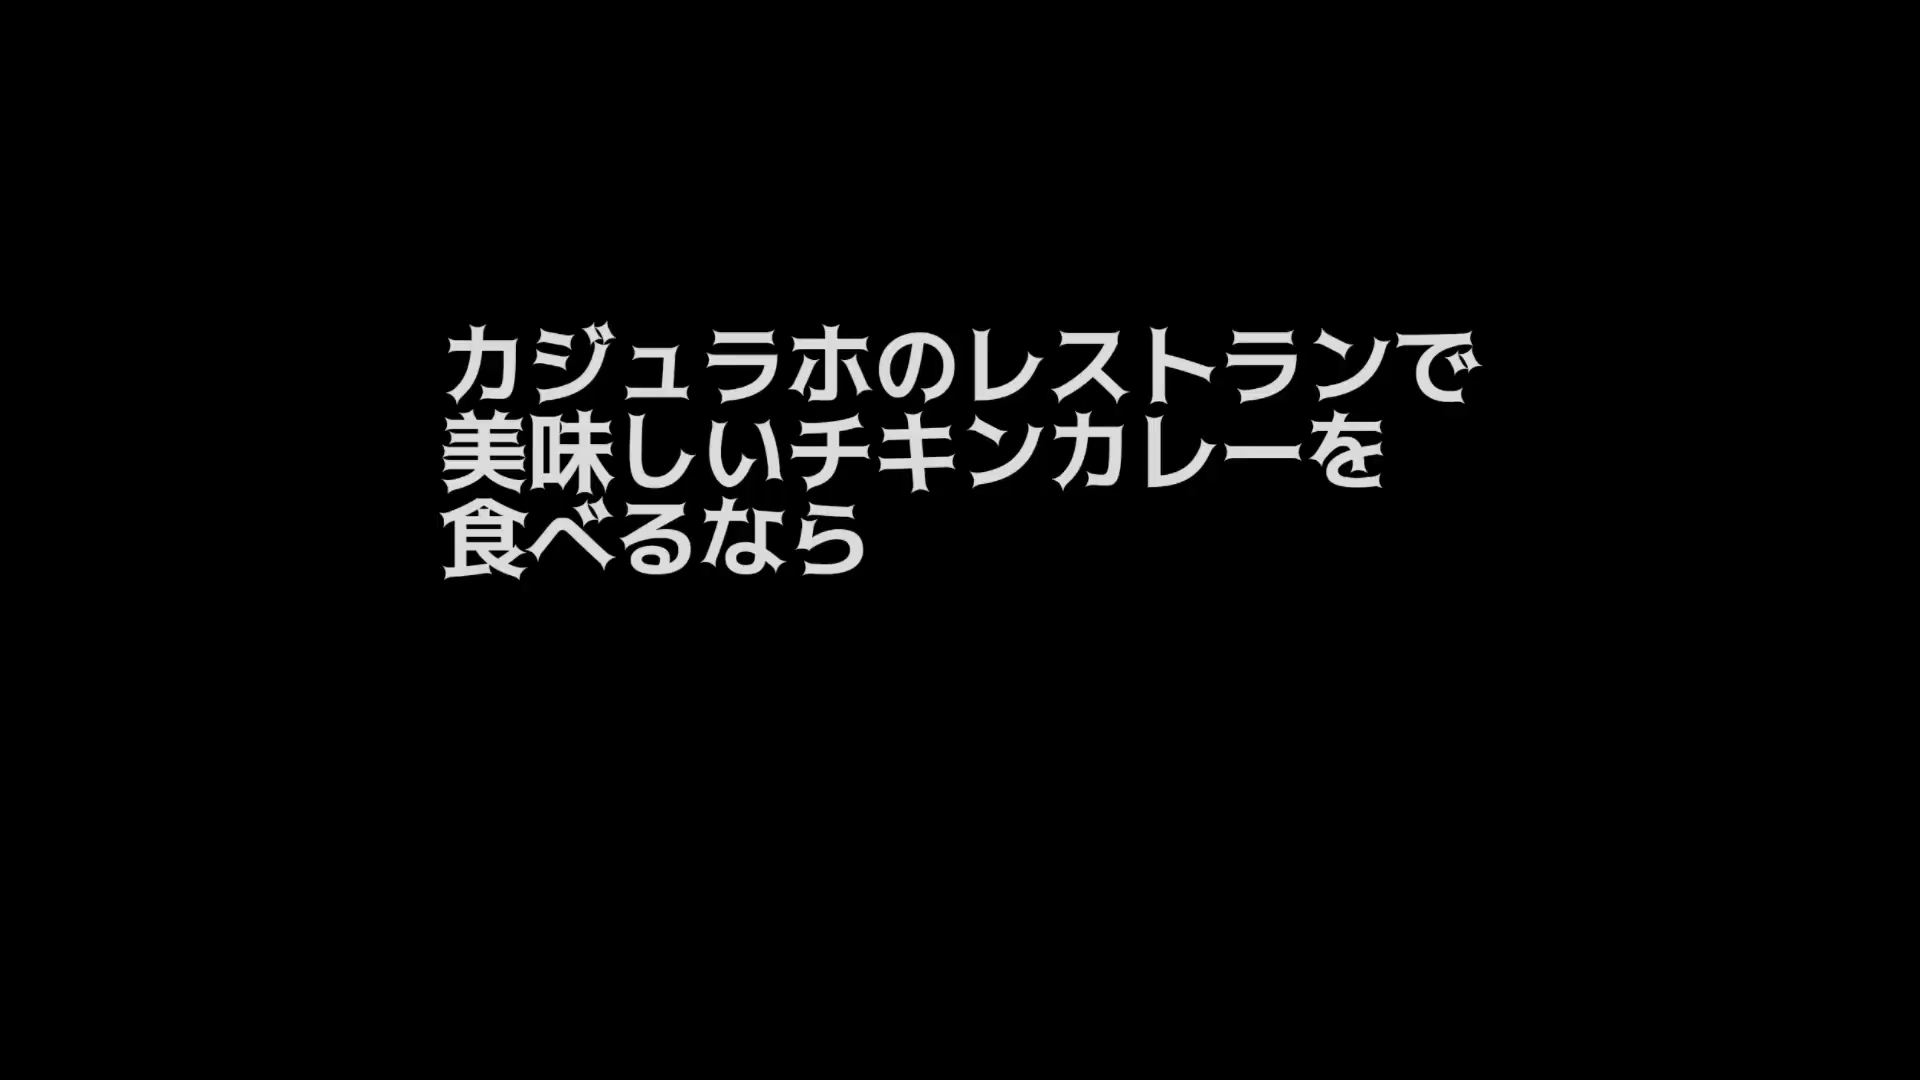 カジュラホのレストランで
美味しいチキンカレーを
食べるなら